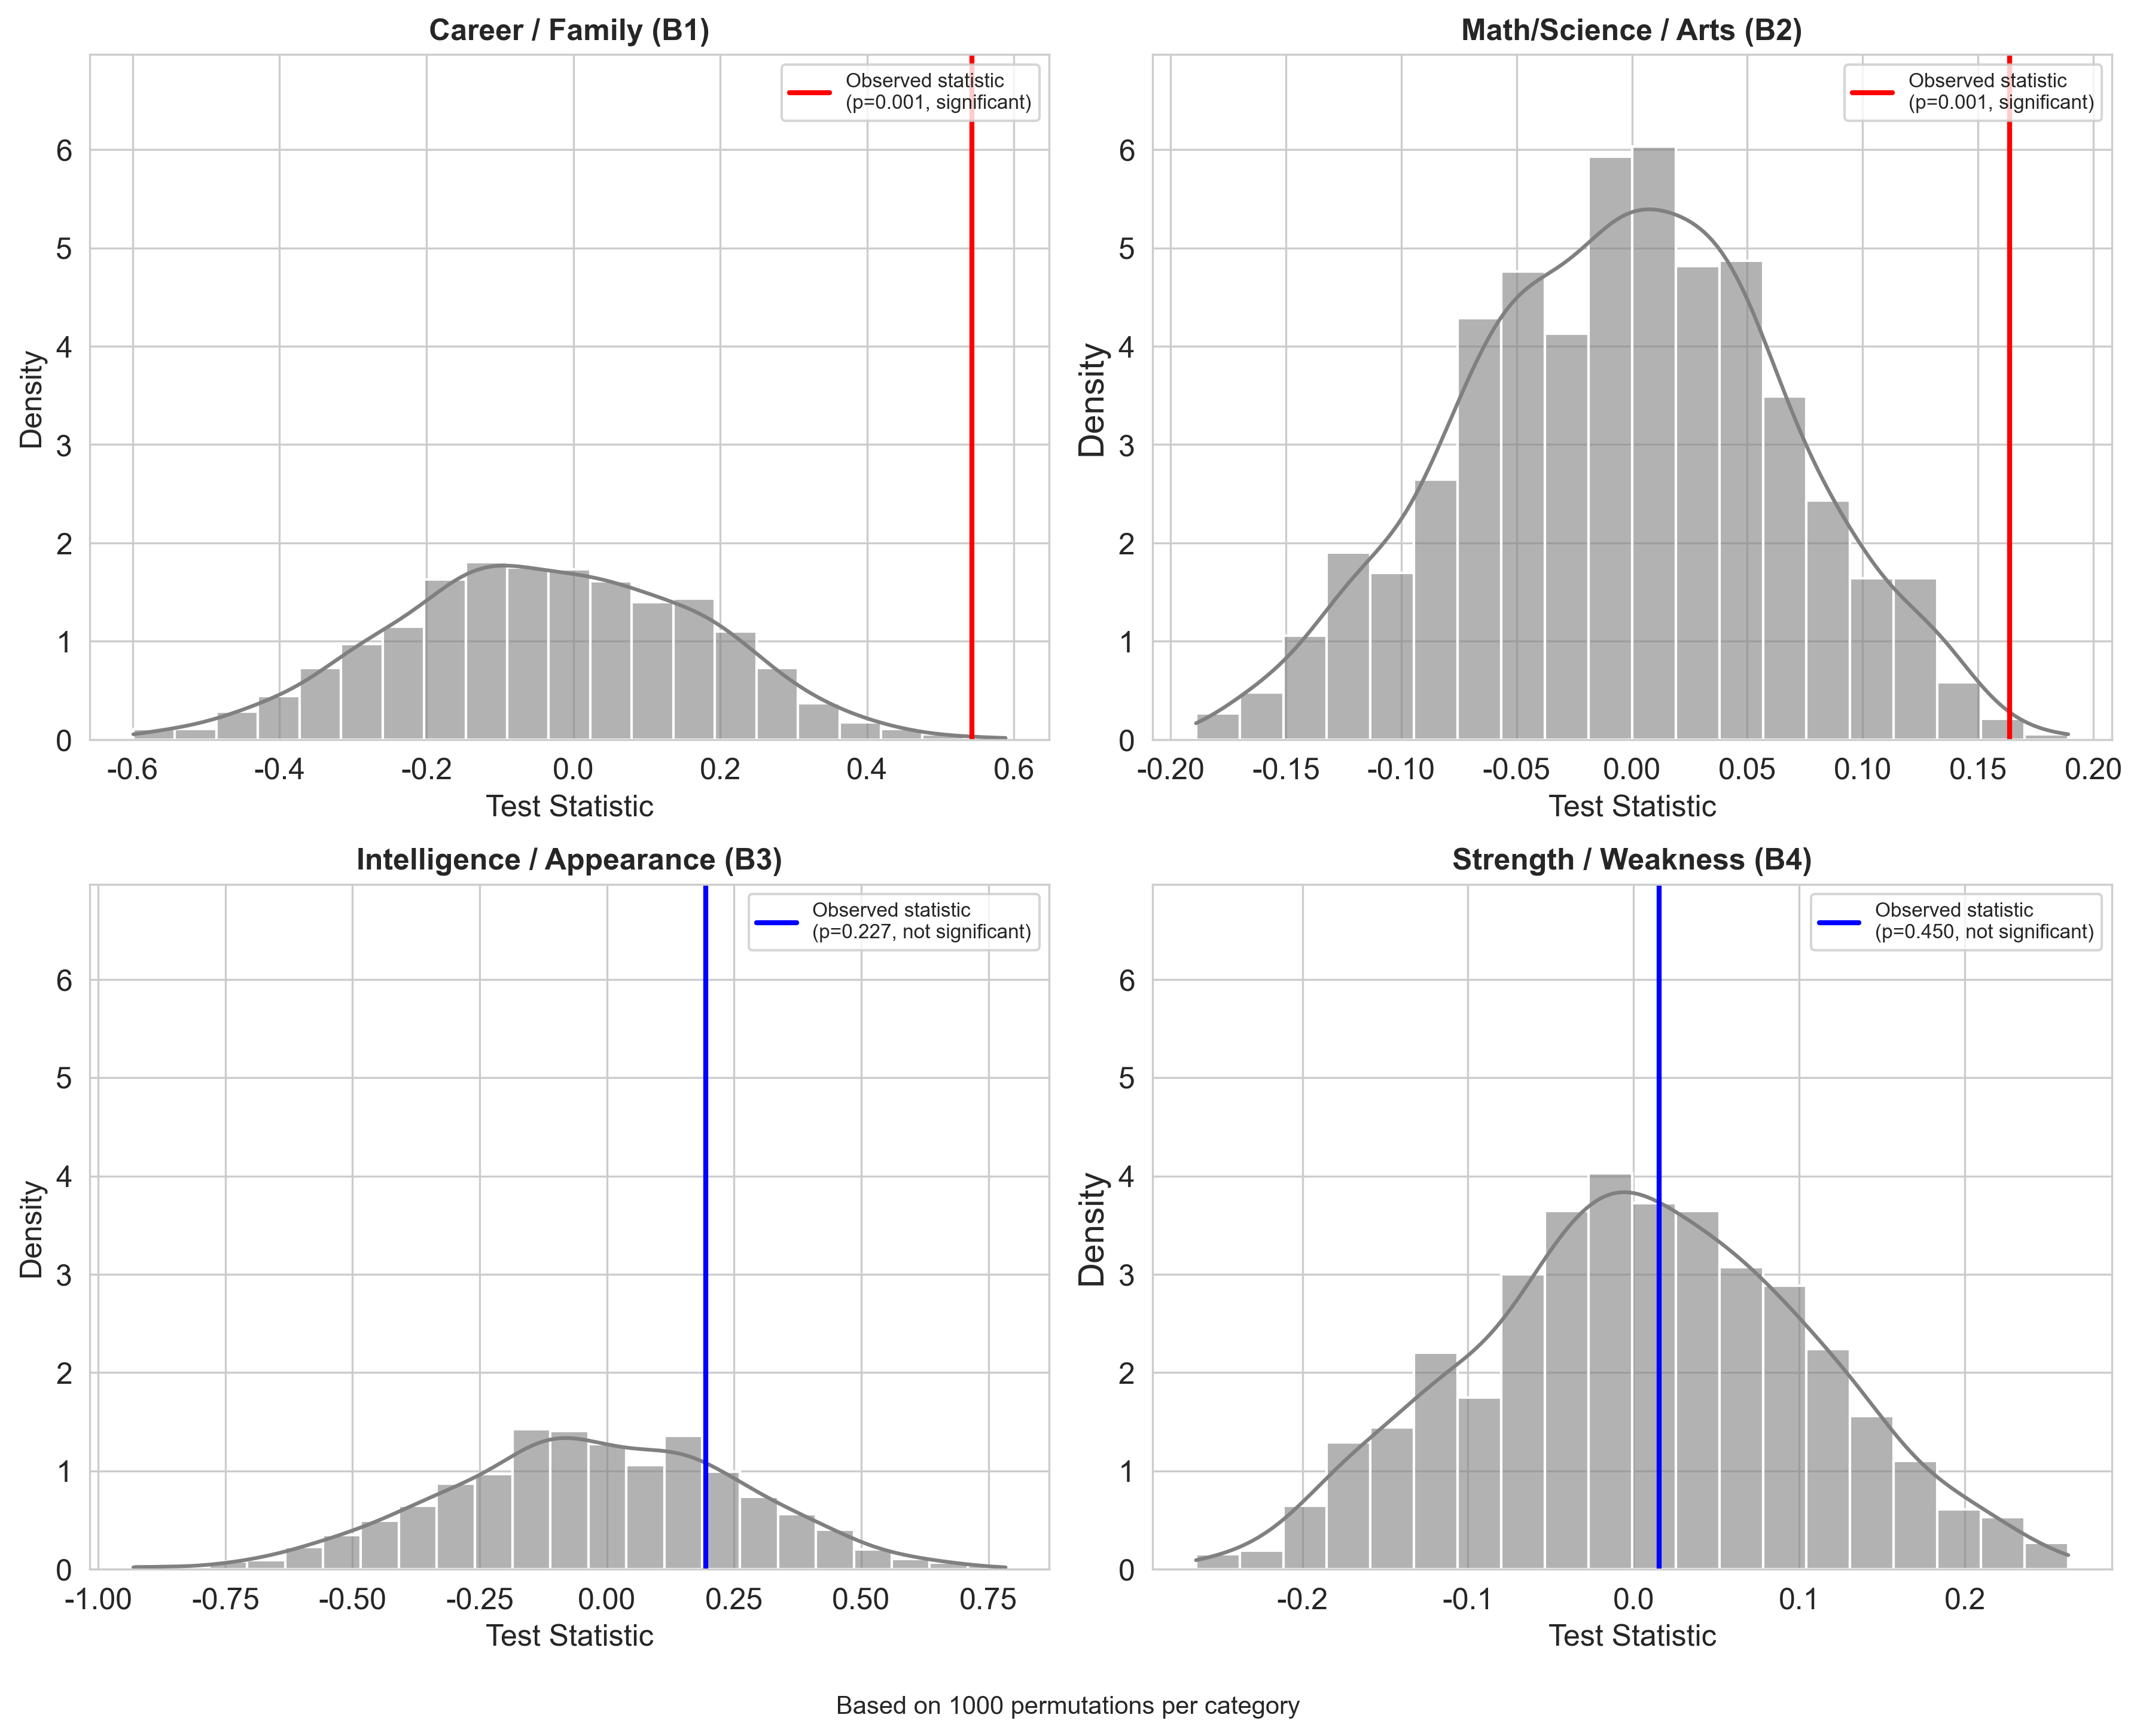 Career / Family (B1)
Observed statistic
(p=0.001, significant)
Density
6
5
4
3
2
1
0
-0.6 -0.4 -0.2 0.0 0.2 0.4 0.6
Test Statistic
Math/Science / Arts (B2)
Observed statistic
(p=0.001, significant)
Density
6
5
4
3
2
1
0
-0.20 -0.15 -0.10 -0.05 0.00 0.05 0.10 0.15 0.20
Test Statistic
Intelligence / Appearance (B3)
Observed statistic
(p=0.227, not significant)
Density
6
5
4
3
2
1
0
-1.00 -0.75 -0.50 -0.25 0.00 0.25 0.50 0.75
Test Statistic
Strength / Weakness (B4)
Observed statistic
(p=0.450, not significant)
Density
6
5
4
3
2
1
0
-0.2 -0.1 0.0 0.1 0.2
Test Statistic
Based on 1000 permutations per category